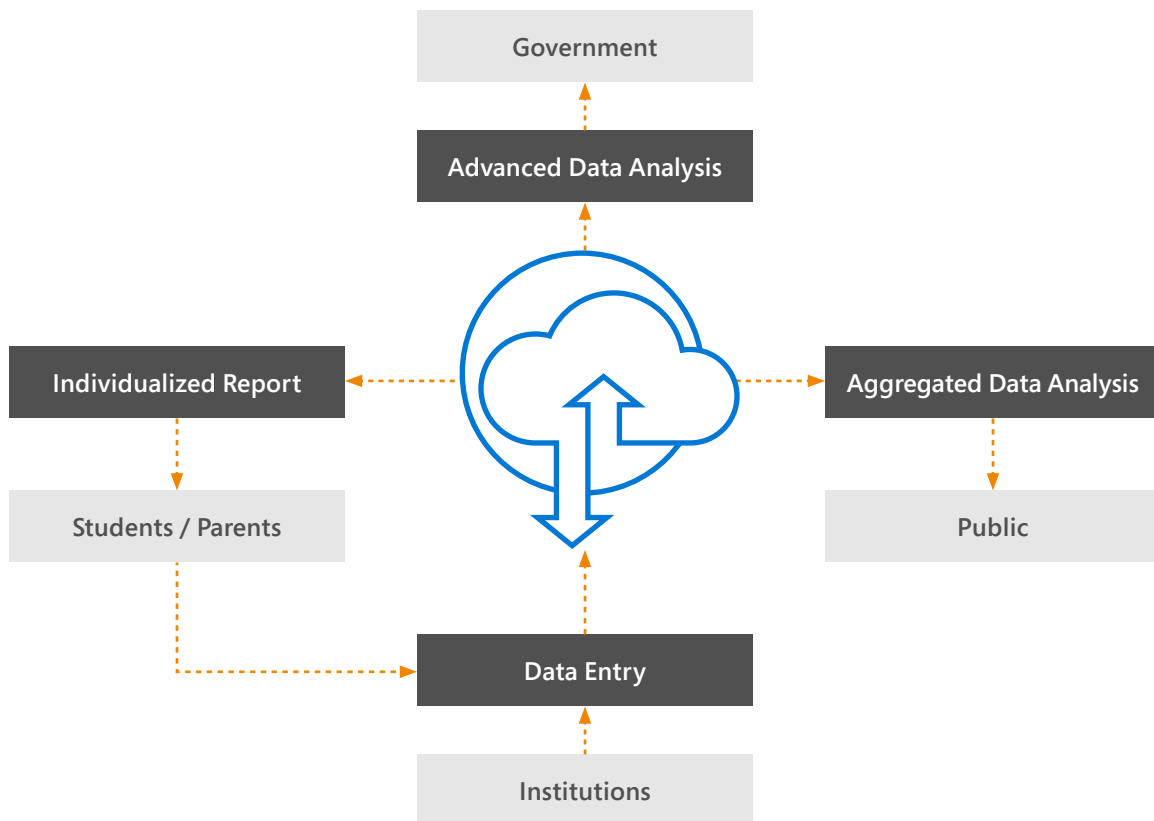 Government
Advanced Data Analysis
Individualized Report
Aggregated Data Analysis
Students / Parents
Public
Data Entry
Institutions